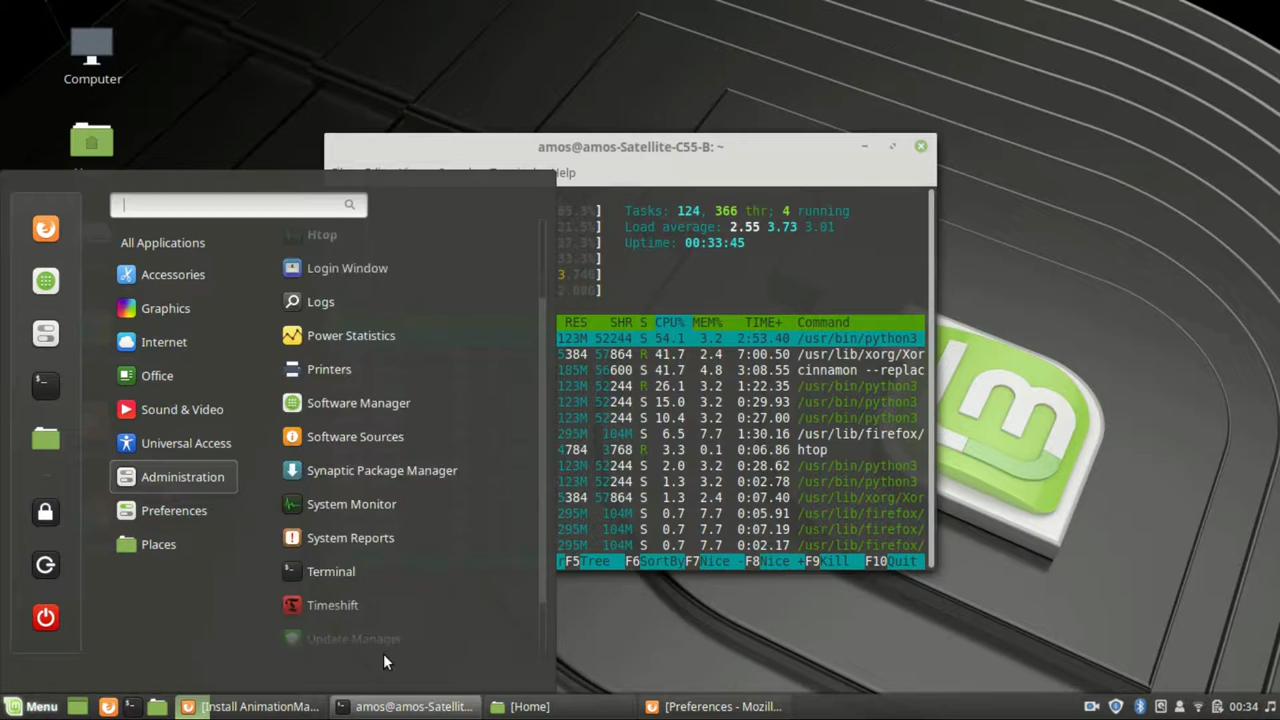 Computer
amos@amos-Satellite-C55-B: ~
Help
All Applications
Accessories
Graphics
Internet
Office
Sound & Video
Universal Access
Administration
Preferences
Places
Htop
Login Window
Logs
Power Statistics
Printers
Software Manager
Software Sources
Synaptic Package Manager
System Monitor
System Reports
Terminal
Timeshift
Update Manager
Tasks: 124, 366 thr; 4 running
Load average: 2.55 3.73 3.01
Uptime: 00:33:45
RES SHR S CPU% MEM% TIME+ Command
123M 52244 S 54.1 3.2 2:53.40 /usr/bin/python3
5384 57864 R 41.7 2.4 7:00.50 /usr/lib/xorg/Xor
185M 56600 S 41.7 4.8 3:08.55 cinnamon --replac
123M 52244 R 26.1 3.2 1:22.35 /usr/bin/python3
123M 52244 S 15.0 3.2 0:29.93 /usr/bin/python3
123M 52244 S 10.4 3.2 0:27.00 /usr/bin/python3
295M 104M S 6.5 7.7 1:30.16 /usr/lib/firefox/
4784 3768 R 3.3 0.1 0:06.86 htop
123M 52244 S 2.0 3.2 0:28.62 /usr/bin/python3
123M 52244 S 1.3 3.2 0:02.78 /usr/bin/python3
5384 57864 S 1.3 2.4 0:07.40 /usr/lib/xorg/Xo
295M 104M S 0.7 7.7 0:05.91 /usr/lib/firefox/
295M 104M S 0.7 7.7 0:07.19 /usr/lib/firefox/
295M 104M S 0.7 7.7 0:02.17 /usr/lib/firefox/
F5Tree F6SortByF7Nice -F8Nice +F9Kill F10Quit
Menu
[Install AnimationMa...
amos@amos-Satellit...
[Home]
[Preferences - Mozill...
00:34